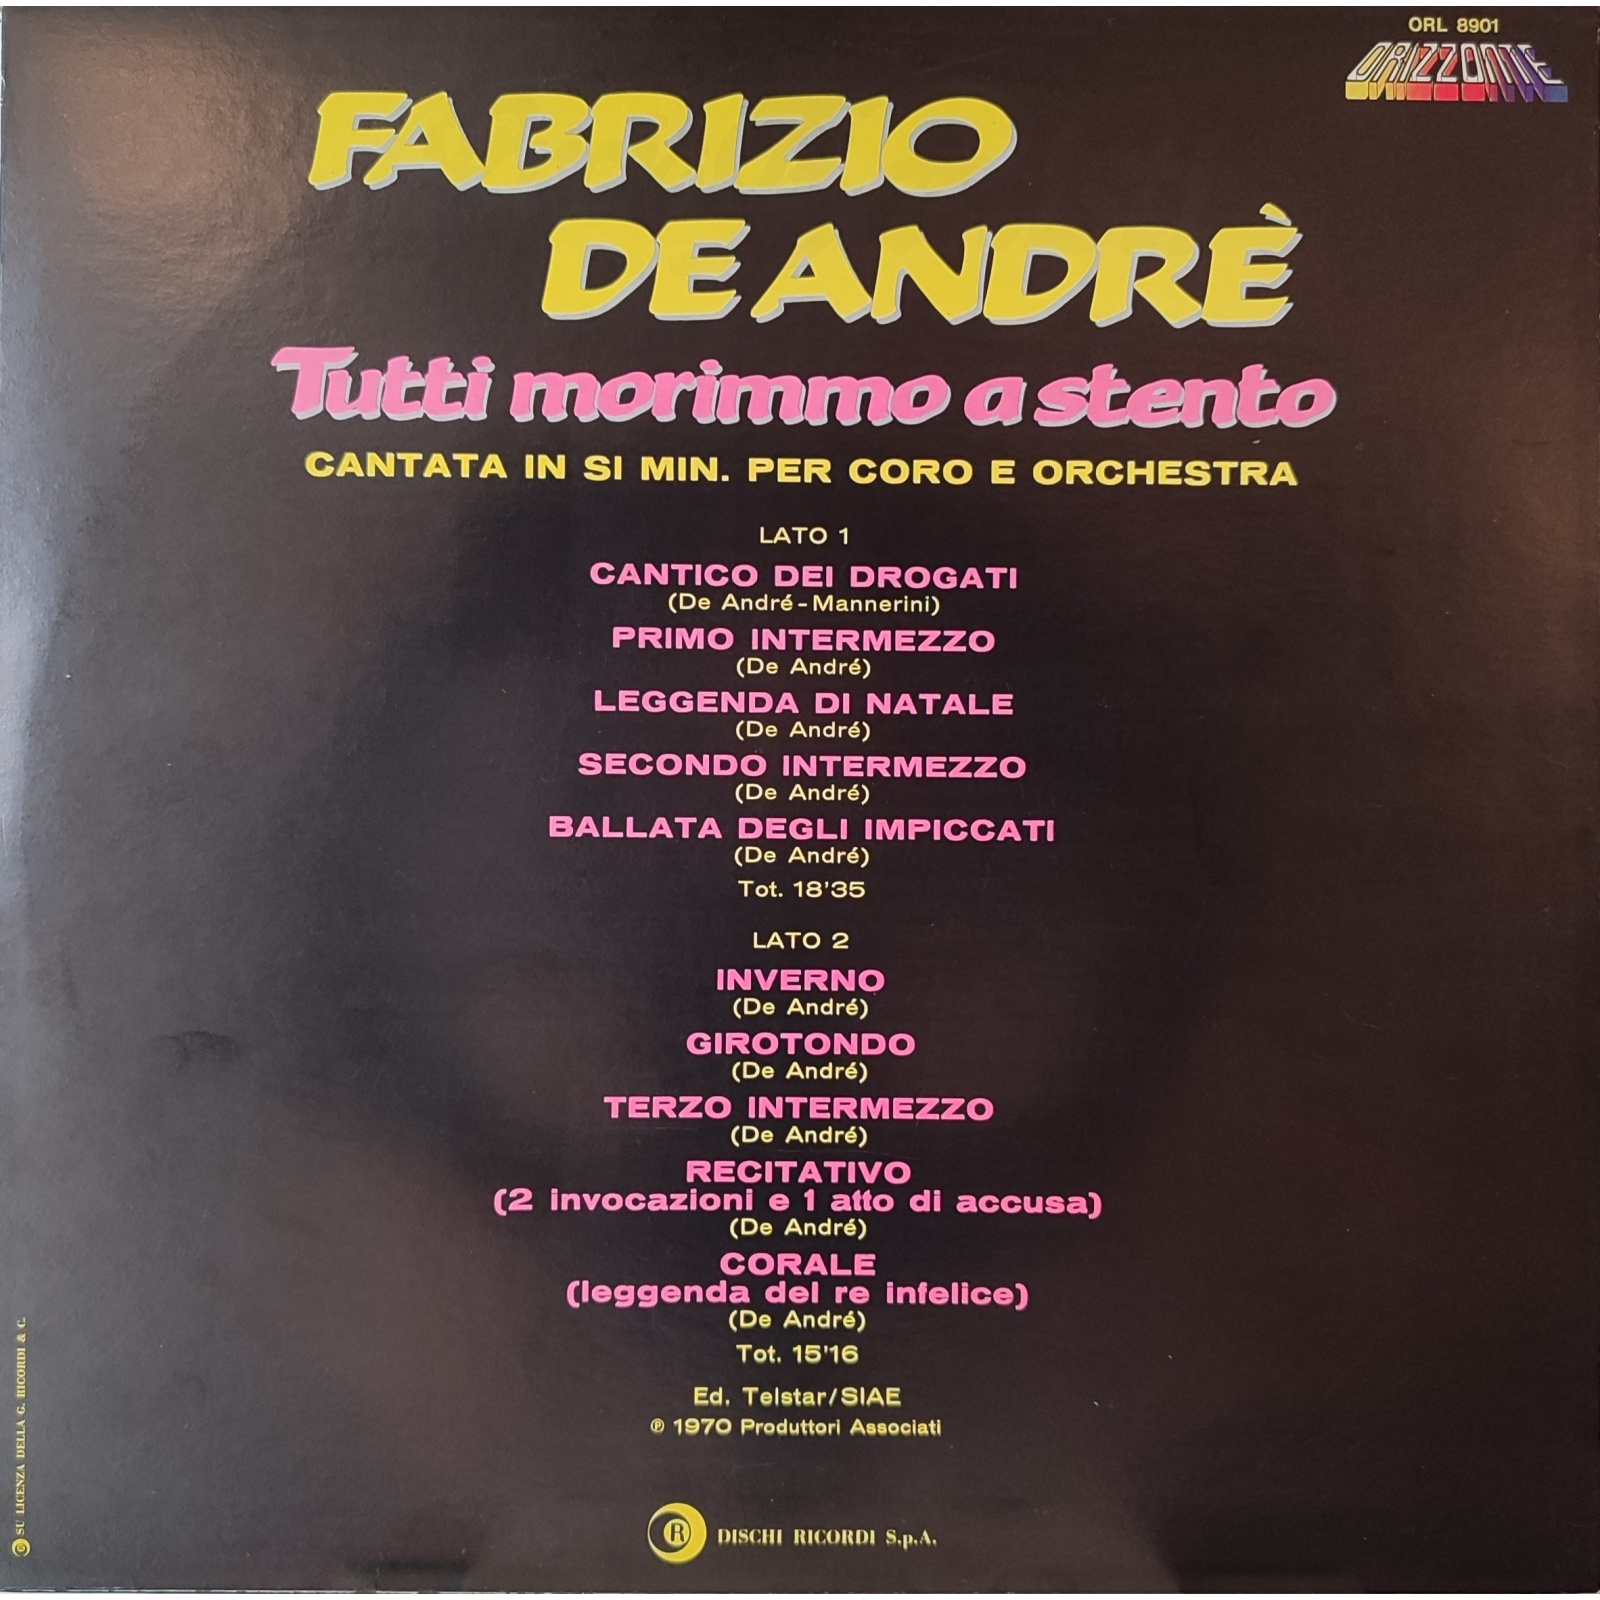 ORL 8901
ORIZZONTE
FABRIZIO
DE ANDRÈ
Tutti morimmo a stento
CANTATA IN SI MIN. PER CORO E ORCHESTRA
LATO 1
CANTICO DEI DROGATI
(De André-Mannerini)
PRIMO INTERMEZZO
(De André)
LEGGENDA DI NATALE
(De André)
SECONDO INTERMEZZO
(De André)
BALLATA DEGLI IMPICCATI
(De André)
Tot. 18'35
LATO 2
INVERNO
(De André)
GIROTONDO
(De André)
TERZO INTERMEZZO
(De André)
RECITATIVO
(2 invocazioni e 1 atto di accusa)
(De André)
CORALE
(leggenda del re infelice)
(De André)
Tot. 15'16
Ed. Telstar/SIAE
℗ 1970 Produttori Associati
R DISCHI RICORDI S.p.A.
© SU LICENZA DELLA G. RICORDI & C.